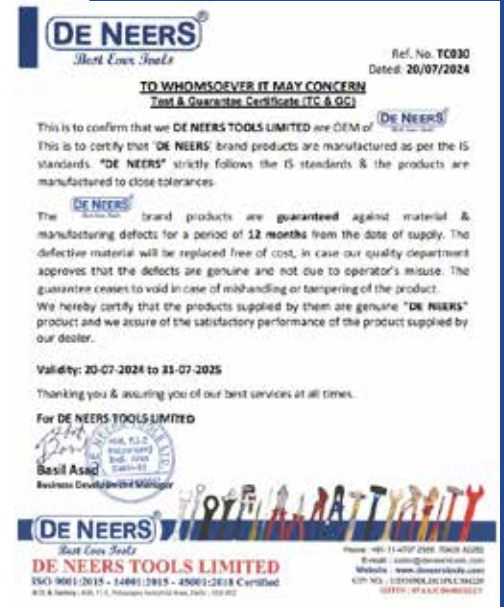 DE NEERS
Best Ever Tools
Ref. No. TC030
Dated: 20/07/2024
TO WHOMSOEVER IT MAY CONCERN
Test & Guarantee Certificate (TC & GC)
This is to confirm that we DE NEERS TOOLS LIMITED are OEM of DE NEERS
This is to certify that 'DE NEERS' brand products are manufactured as per the IS
standards. "DE NEERS" strictly follows the IS standards & the products are
manufactured to close tolerances.
The DE NEERS brand products are guaranteed against material &
manufacturing defects for a period of 12 months from the date of supply. The
defective material will be replaced free of cost, in case our quality department
approves that the defects are genuine and not due to operator's misuse. The
guarantee ceases to void in case of mishandling or tampering of the product.
We hereby certify that the products supplied by them are genuine "DE NEERS"
product and we assure of the satisfactory performance of the product supplied by
our dealer.
Validity: 20-07-2024 to 31-07-2025
Thanking you & assuring you of our best services at all times.
For DE NEERS TOOLS LIMITED
Basil Asad
Business Development Manager
DE NEERS
Best Ever Tools
DE NEERS TOOLS LIMITED
ISO 9001:2015 - 14001:2015 - 45001:2018 Certified
Website : www.deneerstools.com